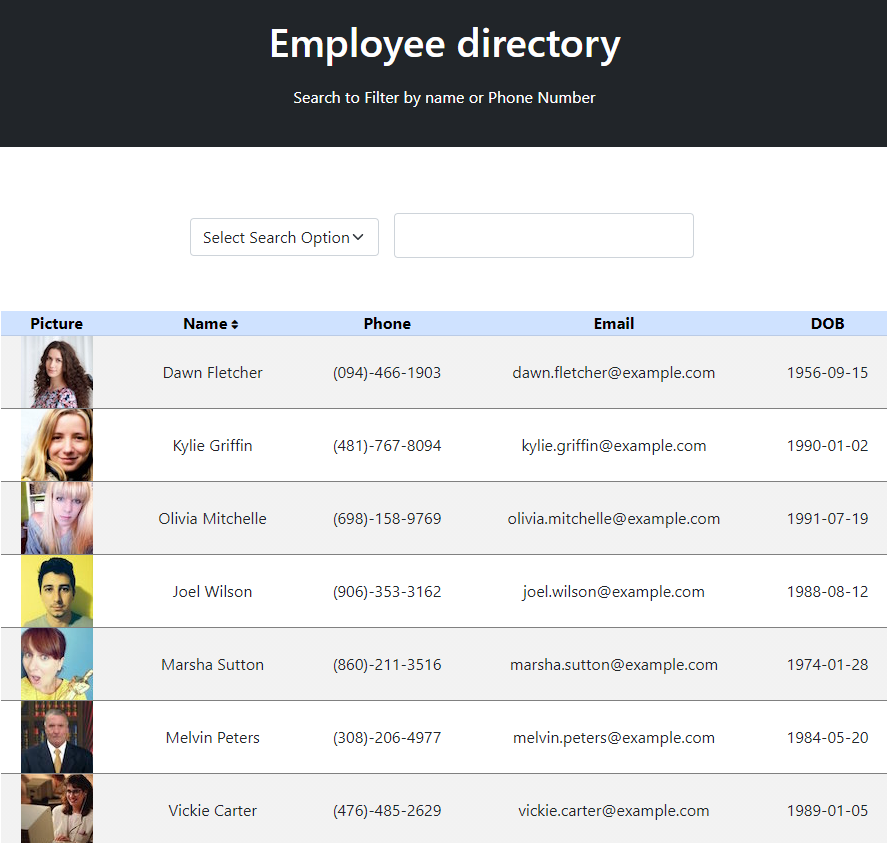 Employee directory
Search to Filter by name or Phone Number
Select Search Option
Picture Name Phone Email DOB
Dawn Fletcher (094)-466-1903 dawn.fletcher@example.com 1956-09-15
Kylie Griffin (481)-767-8094 kylie.griffin@example.com 1990-01-02
Olivia Mitchelle (698)-158-9769 olivia.mitchelle@example.com 1991-07-19
Joel Wilson (906)-353-3162 joel.wilson@example.com 1988-08-12
Marsha Sutton (860)-211-3516 marsha.sutton@example.com 1974-01-28
Melvin Peters (308)-206-4977 melvin.peters@example.com 1984-05-20
Vickie Carter (476)-485-2629 vickie.carter@example.com 1989-01-05